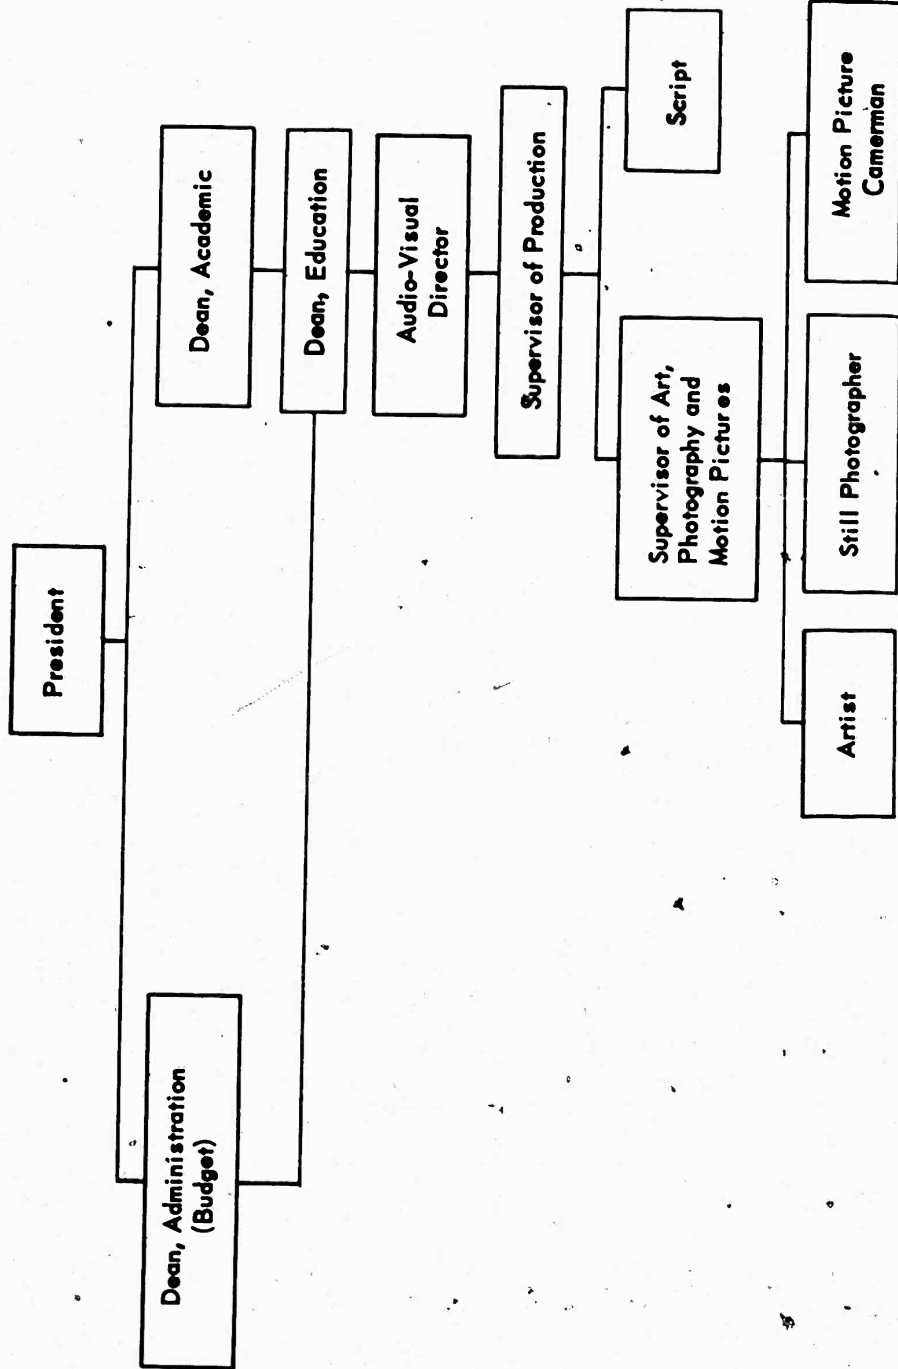 President
Dean, Administration
(Budget)
Dean, Academic
Dean, Education
Audio-Visual
Director
Supervisor of Production
Supervisor of Art,
Photography and
Motion Pictures
Script
Artist
Still Photographer
Motion Picture
Camerman